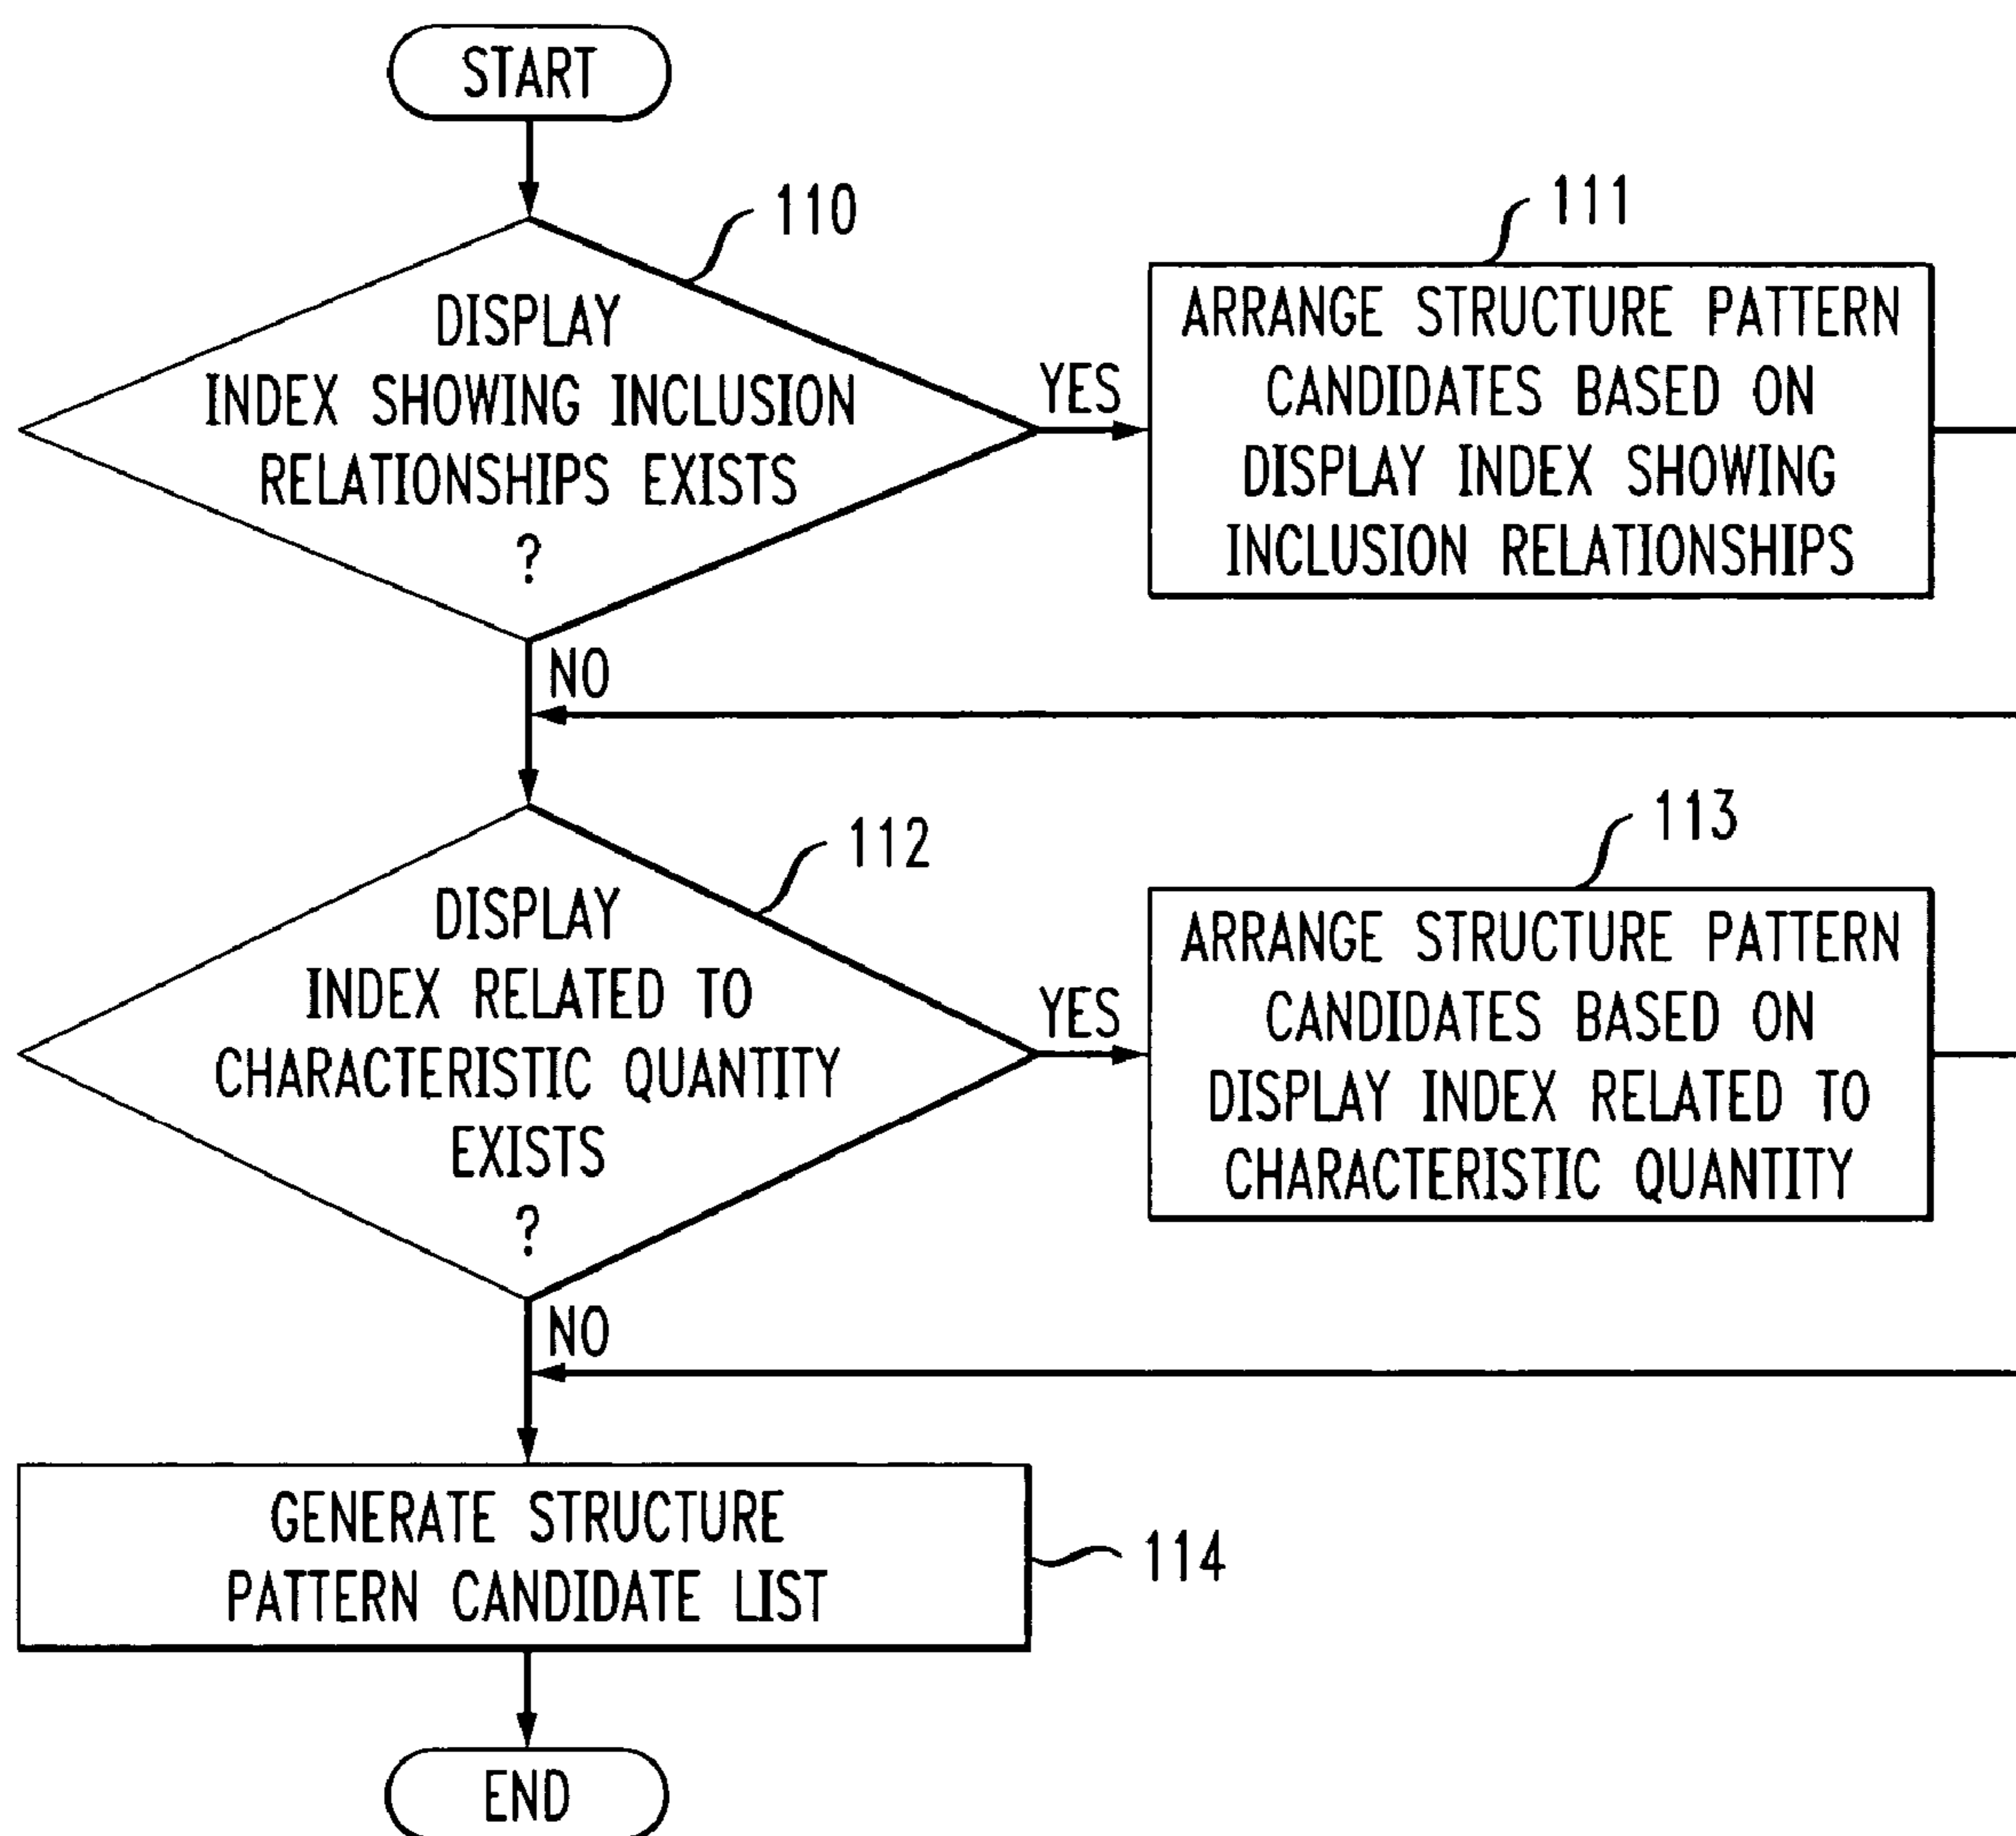 START
110
DISPLAY
INDEX SHOWING INCLUSION
RELATIONSHIPS EXISTS
?
YES
111
ARRANGE STRUCTURE PATTERN
CANDIDATES BASED ON
DISPLAY INDEX SHOWING
INCLUSION RELATIONSHIPS
NO
112
DISPLAY
INDEX RELATED TO
CHARACTERISTIC QUANTITY
EXISTS
?
YES
113
ARRANGE STRUCTURE PATTERN
CANDIDATES BASED ON
DISPLAY INDEX RELATED TO
CHARACTERISTIC QUANTITY
NO
GENERATE STRUCTURE
PATTERN CANDIDATE LIST
114
END